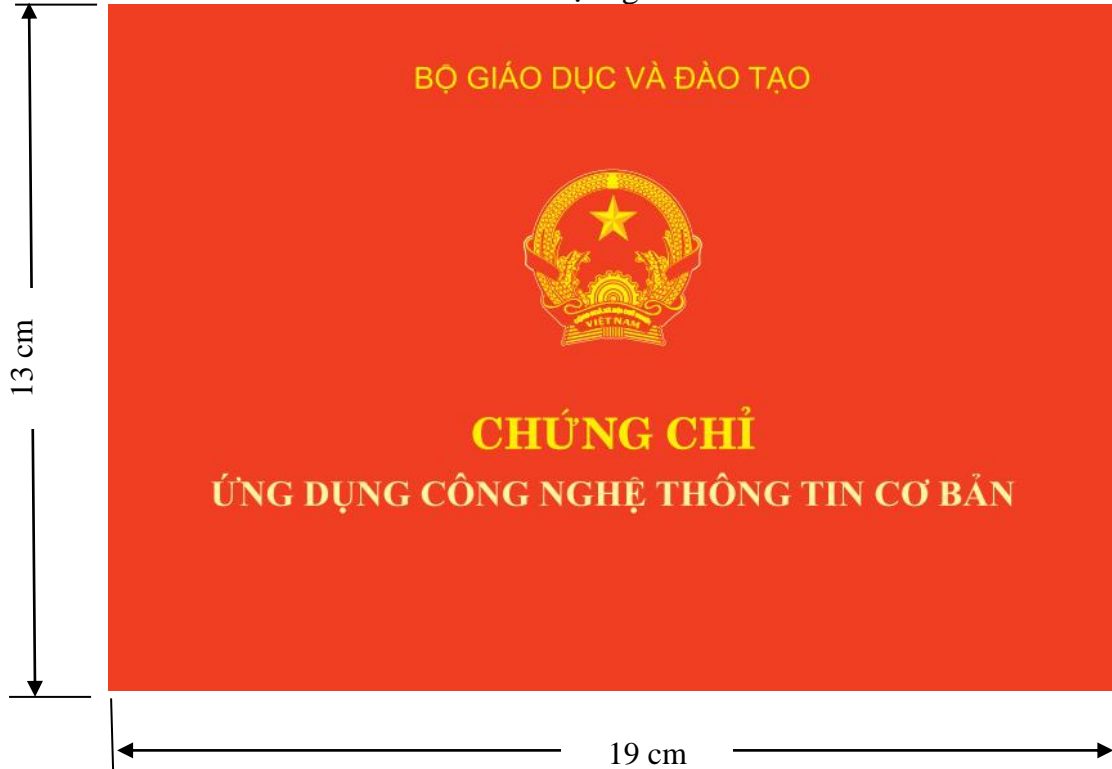 BỘ GIÁO DỤC VÀ ĐÀO TẠO
VIỆT NAM
CHỨNG CHỈ
ỨNG DỤNG CÔNG NGHỆ THÔNG TIN CƠ BẢN
13 cm
19 cm